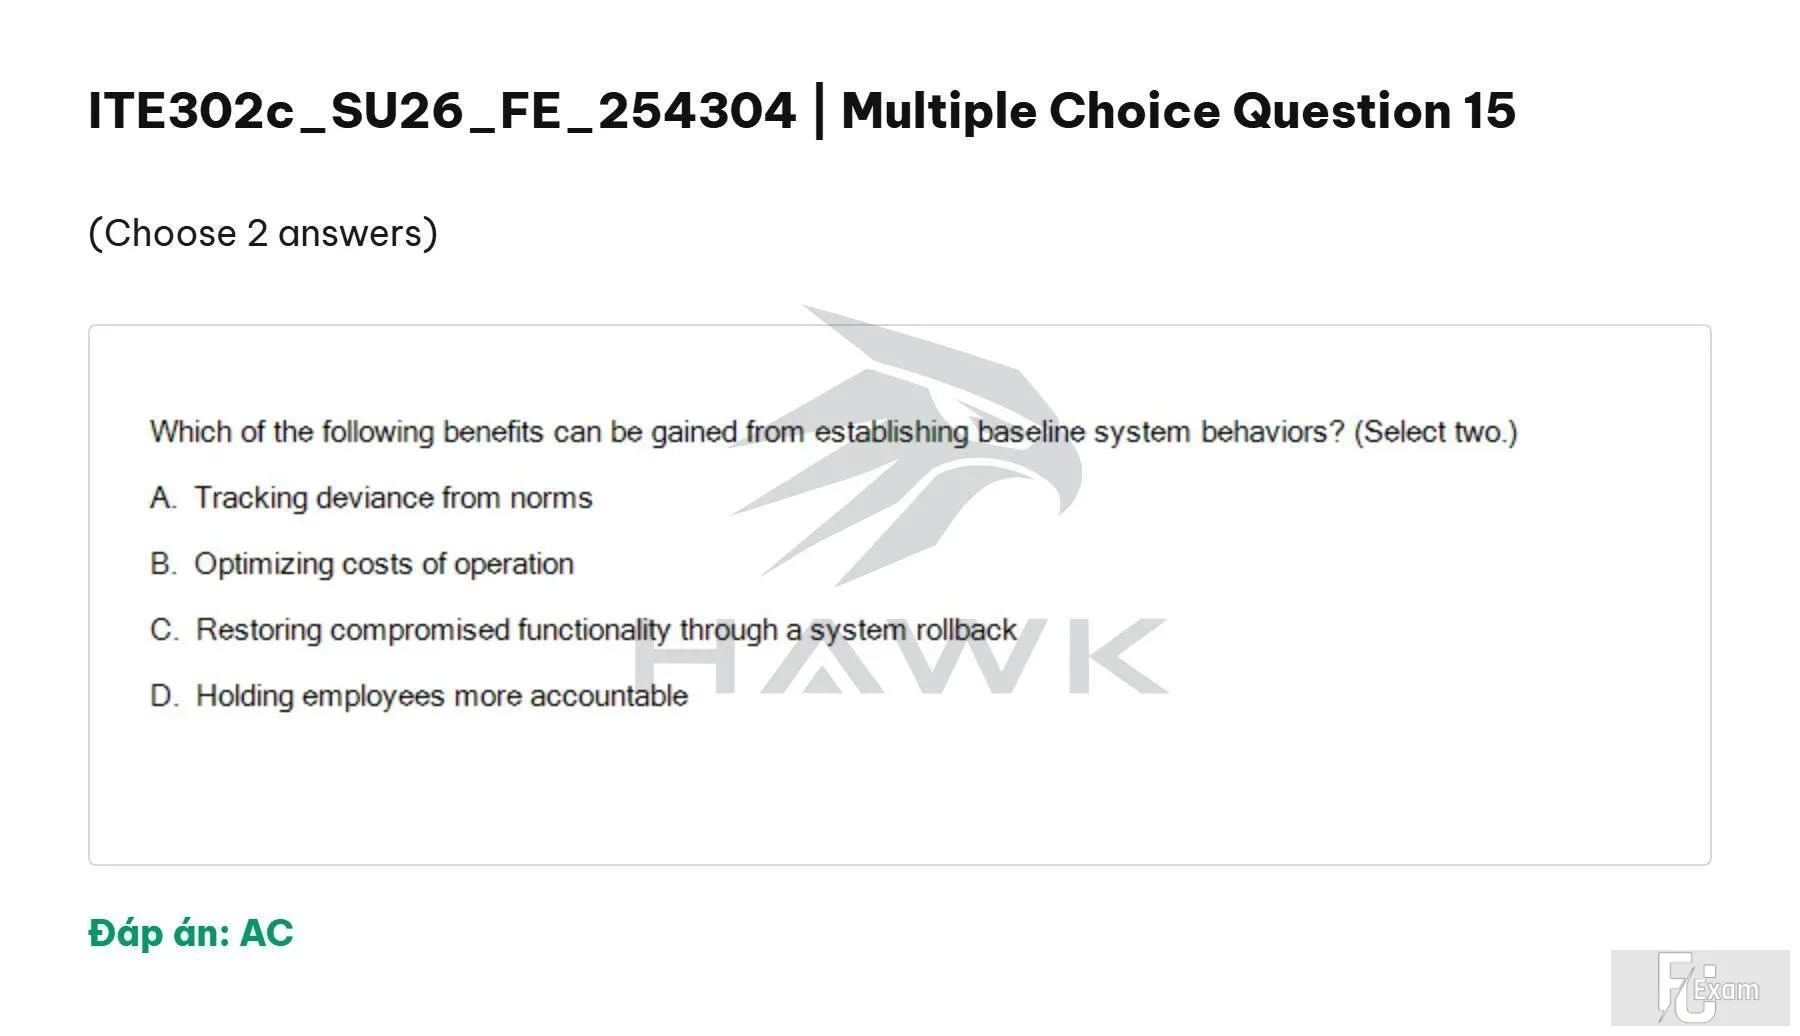 ITE302c_SU26_FE_254304 | Multiple Choice Question 15
(Choose 2 answers)
Which of the following benefits can be gained from establishing baseline system behaviors? (Select two.)
A. Tracking deviance from norms
B. Optimizing costs of operation
C. Restoring compromised functionality through a system rollback
D. Holding employees more accountable
HAWK
Đáp án: AC
FU Exam